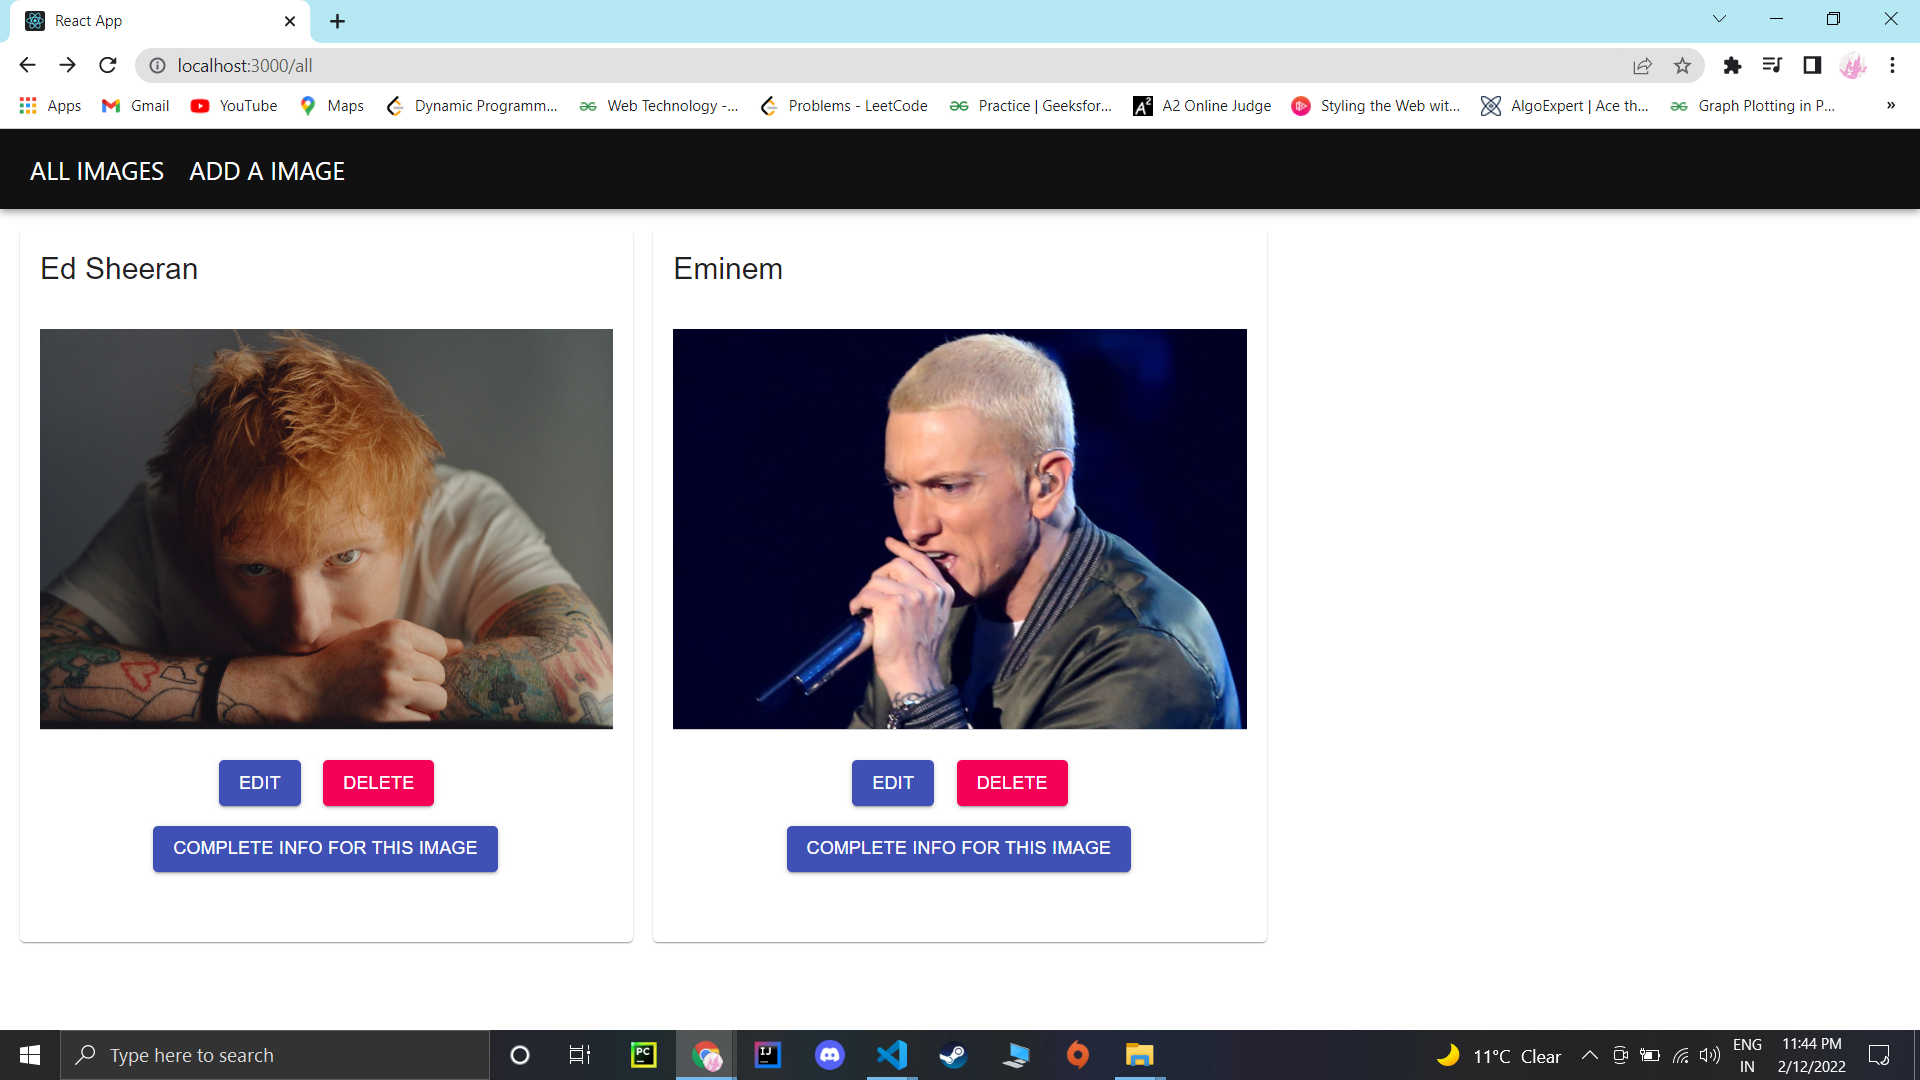 React App
localhost:3000/all
Apps Gmail YouTube Maps Dynamic Programm... Web Technology -... Problems - LeetCode Practice | Geeksfor... A2 Online Judge Styling the Web wit... AlgoExpert | Ace th... Graph Plotting in P... »
ALL IMAGES ADD A IMAGE
Ed Sheeran
EDIT DELETE
COMPLETE INFO FOR THIS IMAGE
Eminem
EDIT DELETE
COMPLETE INFO FOR THIS IMAGE
Type here to search
PC
IJ
11°C Clear
ENG
IN
11:44 PM
2/12/2022